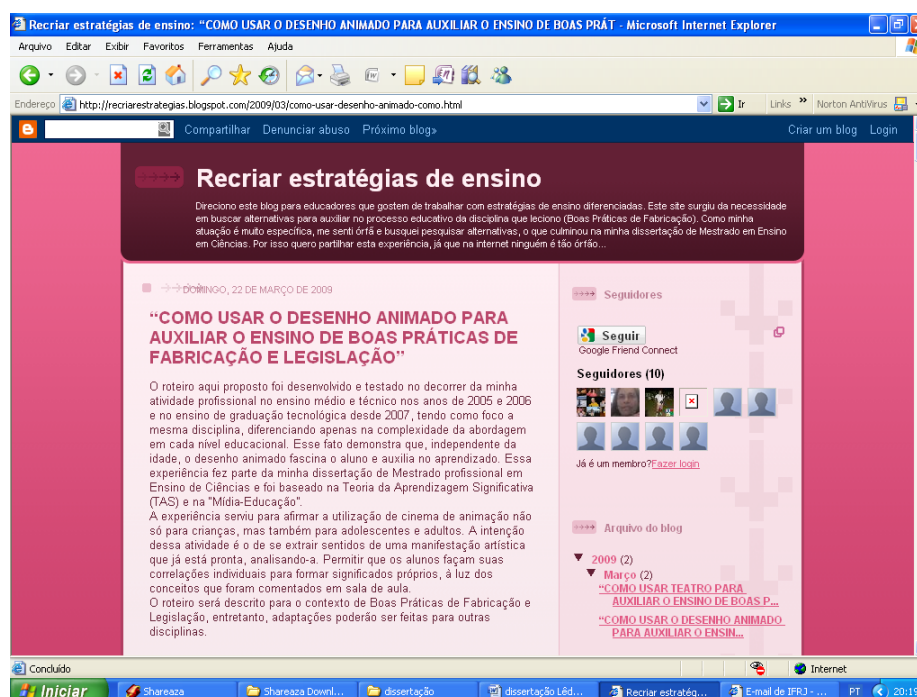 Recriar estratégias de ensino: “COMO USAR O DESENHO ANIMADO PARA AUXILIAR O ENSINO DE BOAS PRÁT - Microsoft Internet Explorer
Arquivo Editar Exibir Favoritos Ferramentas Ajuda
Endereço http://recriarestrategias.blogspot.com/2009/03/como-usar-desenho-animado-como.html Ir Links » Norton AntiVirus
Compartilhar Denunciar abuso Próximo blog» Criar um blog Login
Recriar estratégias de ensino
Direciono este blog para educadores que gostem de trabalhar com estratégias de ensino diferenciadas. Este site surgiu da necessidade
em buscar alternativas para auxiliar no processo educativo da disciplina que leciono (Boas Práticas de Fabricação). Como minha
atuação é muito específica, me senti órfã e busquei pesquisar alternativas, o que culminou na minha dissertação de Mestrado em Ensino
em Ciências. Por isso quero partilhar esta experiência, já que na internet ninguém é tão órfão...
DOMINGO, 22 DE MARÇO DE 2009
“COMO USAR O DESENHO ANIMADO PARA
AUXILIAR O ENSINO DE BOAS PRÁTICAS DE
FABRICAÇÃO E LEGISLAÇÃO”
O roteiro aqui proposto foi desenvolvido e testado no decorrer da minha
atividade profissional no ensino médio e técnico nos anos de 2005 e 2006
e no ensino de graduação tecnológica desde 2007, tendo como foco a
mesma disciplina, diferenciando apenas na complexidade da abordagem
em cada nível educacional. Esse fato demonstra que, independente da
idade, o desenho animado fascina o aluno e auxilia no aprendizado. Essa
experiência fez parte da minha dissertação de Mestrado profissional em
Ensino de Ciências e foi baseado na Teoria da Aprendizagem Significativa
(TAS) e na "Mídia-Educação".
A experiência serviu para afirmar a utilização de cinema de animação não
só para crianças, mas também para adolescentes e adultos. A intenção
dessa atividade é o de se extrair sentidos de uma manifestação artística
que já está pronta, analisando-a. Permitir que os alunos façam suas
correlações individuais para formar significados próprios, à luz dos
conceitos que foram comentados em sala de aula.
O roteiro será descrito para o contexto de Boas Práticas de Fabricação e
Legislação, entretanto, adaptações poderão ser feitas para outras
disciplinas.
Seguidores
Seguir
Google Friend Connect
Seguidores (10)
Já é um membro?Fazer login
Arquivo do blog
▼ 2009 (2)
▼ Março (2)
“COMO USAR TEATRO PARA
AUXILIAR O ENSINO DE BOAS P...
“COMO USAR O DESENHO ANIMADO
PARA AUXILIAR O ENSIN...
Concluído Internet
Iniciar Shareaza Shareaza Downl... dissertação dissertação Lêd... Recriar estratég... E-mail de IFRJ - ... PT 20:19